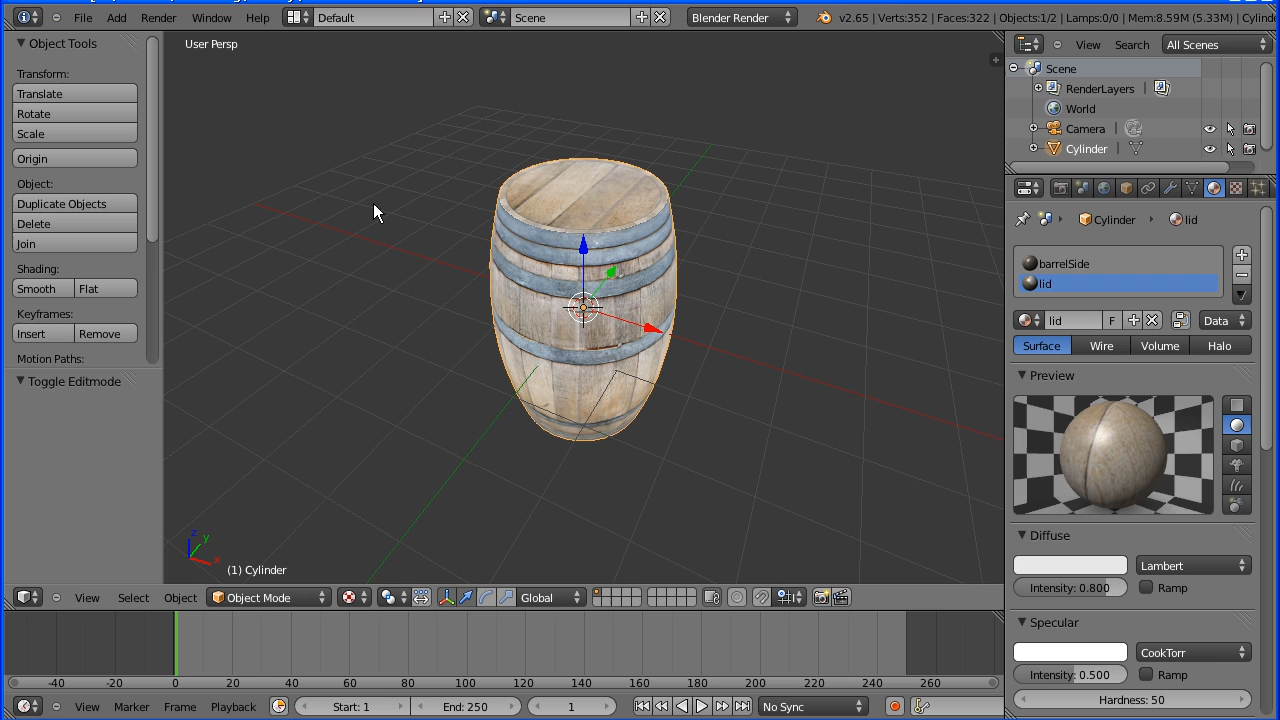 File Add Render Window Help Default Scene Blender Render v2.65 | Verts:352 | Faces:322 | Objects:1/2 | Lamps:0/0 | Mem:8.59M (5.33M) | Cylind
Object Tools
Transform:
Translate
Rotate
Scale
Origin
Object:
Duplicate Objects
Delete
Join
Shading:
Smooth Flat
Keyframes:
Insert Remove
Motion Paths:
Toggle Editmode
User Persp
z
y
x
(1) Cylinder
View Select Object Object Mode Global
-40 -20 0 20 40 60 80 100 120 140 160 180 200 220 240 260
View Marker Frame Playback Start: 1 End: 250 1 No Sync
View Search All Scenes
Scene
RenderLayers |
World
Camera |
Cylinder |
Cylinder lid
barrelSide
lid
lid F Data
Surface Wire Volume Halo
Preview
Diffuse
Lambert
Intensity: 0.800 Ramp
Specular
CookTorr
Intensity: 0.500 Ramp
Hardness: 50